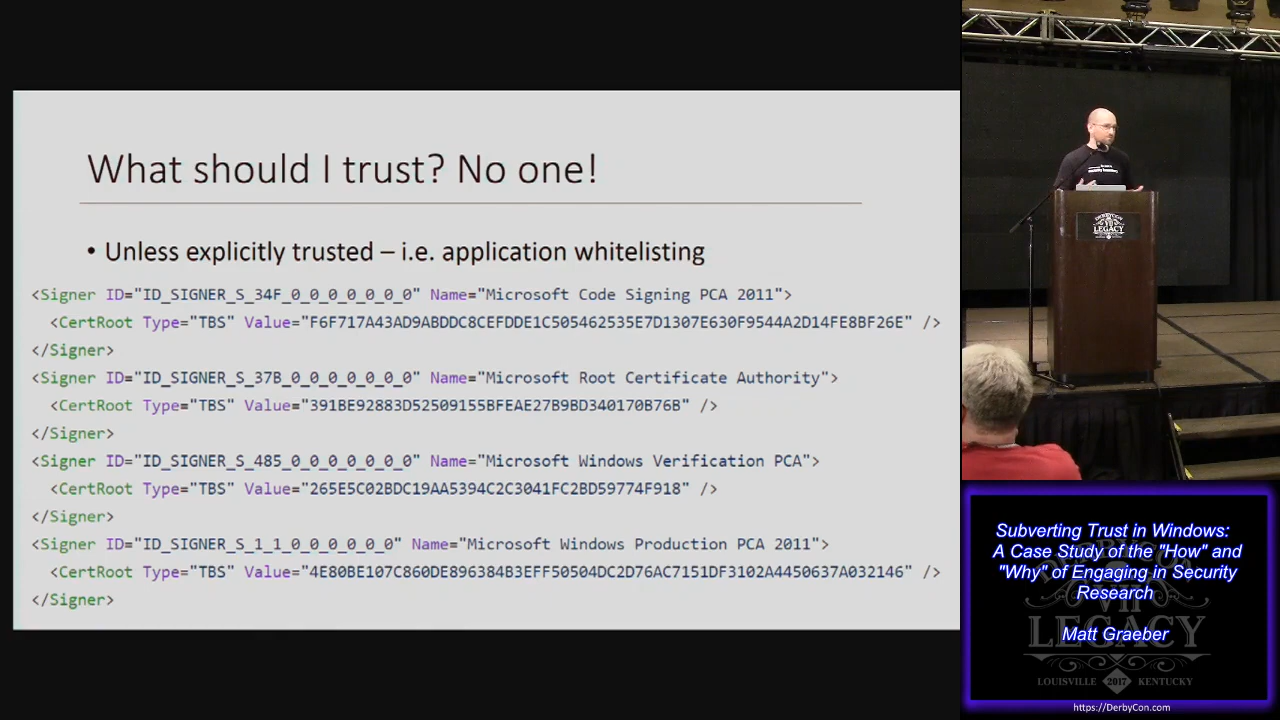 What should I trust? No one!
• Unless explicitly trusted – i.e. application whitelisting
<Signer ID="ID_SIGNER_S_34F_0_0_0_0_0_0_0" Name="Microsoft Code Signing PCA 2011">
<CertRoot Type="TBS" Value="F6F717A43AD9ABDDC8CEFDDE1C505462535E7D1307E630F9544A2D14FE8BF26E" />
</Signer>
<Signer ID="ID_SIGNER_S_37B_0_0_0_0_0_0_0" Name="Microsoft Root Certificate Authority">
<CertRoot Type="TBS" Value="391BE92883D52509155BFEAE27B9BD340170B76B" />
</Signer>
<Signer ID="ID_SIGNER_S_485_0_0_0_0_0_0_0" Name="Microsoft Windows Verification PCA">
<CertRoot Type="TBS" Value="265E5C02BDC19AA5394C2C3041FC2BD59774F918" />
</Signer>
<Signer ID="ID_SIGNER_S_1_1_0_0_0_0_0_0" Name="Microsoft Windows Production PCA 2011">
<CertRoot Type="TBS" Value="4E80BE107C860DE896384B3EFF50504DC2D76AC7151DF3102A4450637A032146" />
</Signer>
DERBYCON
LEGACY
Subverting Trust in Windows:
A Case Study of the "How" and
"Why" of Engaging in Security
Research
Matt Graeber
VII
LEGACY
LOUISVILLE 2017 KENTUCKY
https://DerbyCon.com